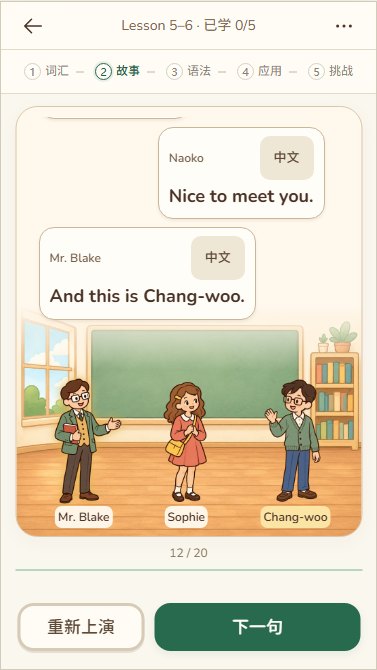 Lesson 5–6 · 已学 0/5
1 词汇 – 2 故事 – 3 语法 – 4 应用 – 5 挑战
Naoko
中文
Nice to meet you.
Mr. Blake
中文
And this is Chang-woo.
Mr. Blake
Sophie
Chang-woo
12 / 20
重新上演
下一句